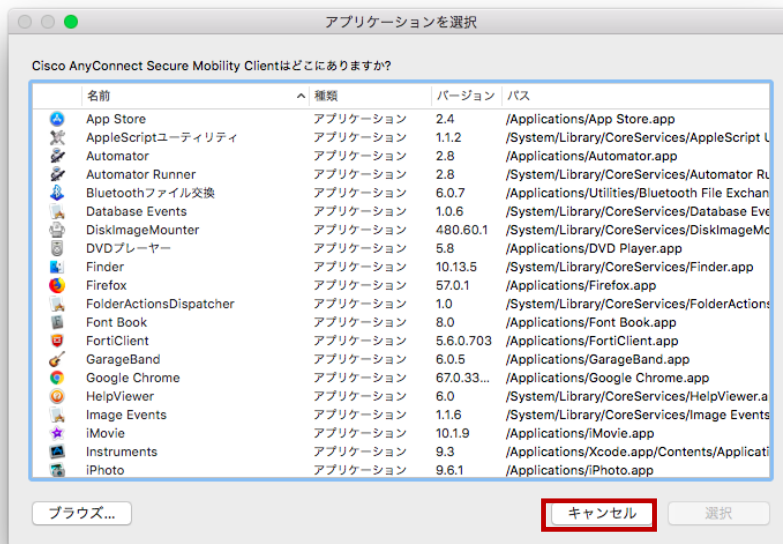 アプリケーションを選択
Cisco AnyConnect Secure Mobility Clientはどこにありますか?
名前 種類 バージョン パス
App Store アプリケーション 2.4 /Applications/App Store.app
AppleScriptユーティリティ アプリケーション 1.1.2 /System/Library/CoreServices/AppleScript U
Automator アプリケーション 2.8 /Applications/Automator.app
Automator Runner アプリケーション 2.8 /System/Library/CoreServices/Automator Ru
Bluetoothファイル交換 アプリケーション 6.0.7 /Applications/Utilities/Bluetooth File Exchan
Database Events アプリケーション 1.0.6 /System/Library/CoreServices/Database Eve
DiskImageMounter アプリケーション 480.60.1 /System/Library/CoreServices/DiskImageMo
DVDプレーヤー アプリケーション 5.8 /Applications/DVD Player.app
Finder アプリケーション 10.13.5 /System/Library/CoreServices/Finder.app
Firefox アプリケーション 57.0.1 /Applications/Firefox.app
FolderActionsDispatcher アプリケーション 1.0 /System/Library/CoreServices/FolderActions
Font Book アプリケーション 8.0 /Applications/Font Book.app
FortiClient アプリケーション 5.6.0.703 /Applications/FortiClient.app
GarageBand アプリケーション 6.0.5 /Applications/GarageBand.app
Google Chrome アプリケーション 67.0.33... /Applications/Google Chrome.app
HelpViewer アプリケーション 6.0 /System/Library/CoreServices/HelpViewer.a
Image Events アプリケーション 1.1.6 /System/Library/CoreServices/Image Events
iMovie アプリケーション 10.1.9 /Applications/iMovie.app
Instruments アプリケーション 9.3 /Applications/Xcode.app/Contents/Applicati
iPhoto アプリケーション 9.6.1 /Applications/iPhoto.app
ブラウズ... キャンセル 選択